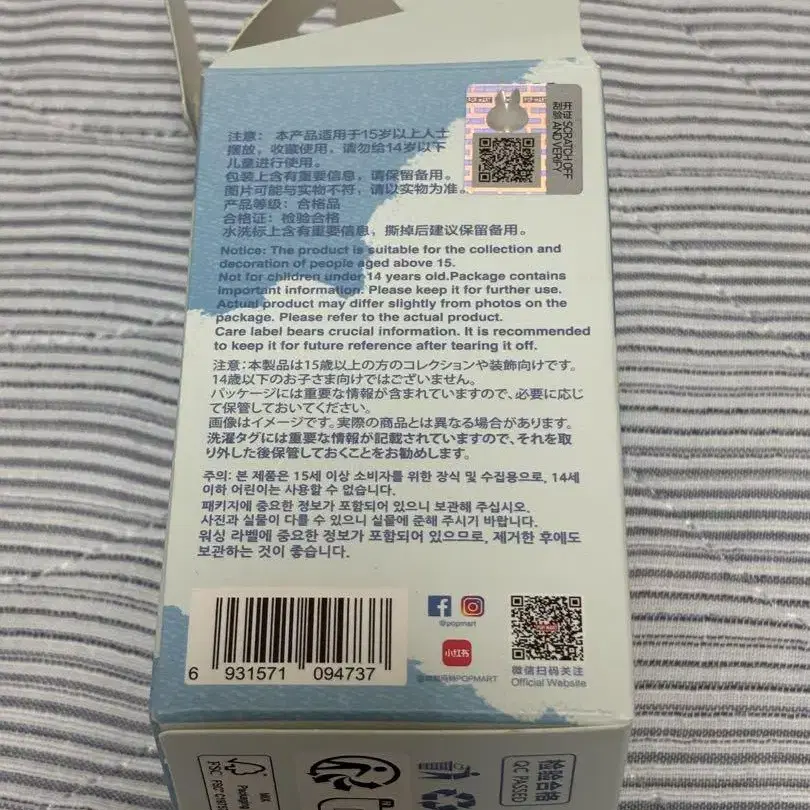 开证 SCRATCH OFF
刮验 AND VERIFY
注意: 本产品适用于15岁以上人士
摆放, 收藏使用, 请勿给14岁以下
儿童进行使用。
包装上含有重要信息, 请保留备用。
图片可能与实物不符, 请以实物为准。
产品等级: 合格品
合格证: 检验合格
水洗标上含有重要信息, 撕掉后建议保留备用。
Notice: The product is suitable for the collection and
decoration of people aged above 15.
Not for children under 14 years old.Package contains
important information. Please keep it for further use.
Actual product may differ slightly from photos on the
package. Please refer to the actual product.
Care label bears crucial information. It is recommended
to keep it for future reference after tearing it off.
注意:本製品は15歳以上の方のコレクションや装飾向けです。
14歳以下のお子さま向けではございません。
パッケージには重要な情報が含まれていますので、必要に応じ
て保管しておいてください。
画像はイメージです。実際の商品とは異なる場合があります。
洗濯タグには重要な情報が記載されていますので、それを取
り外した後保管しておくことをお勧めします。
주의: 본 제품은 15세 이상 소비자를 위한 장식 및 수집용으로, 14세
이하 어린이는 사용할 수 없습니다.
패키지에 중요한 정보가 포함되어 있으니 보관해 주십시오.
사진과 실물이 다를 수 있으니 실물에 준해 주시기 바랍니다.
워싱 라벨에 중요한 정보가 포함되어 있으므로, 제거한 후에도
보관하는 것이 좋습니다.
6 931571 094737
@popmart
小红书
POPMART
微信扫码关注
Official Website
FSC
MIX
Packaging
检验合格
QC PASSED